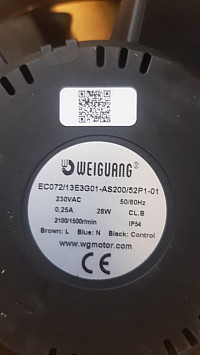 WEIGUANG
EC072/13E3G01-AS200/52P1-01
230VAC 50/60Hz
0,25A 28W CL.B
2100/1500r/min IP54
Brown: L Blue: N Black: Control
www.wgmotor.com
CE